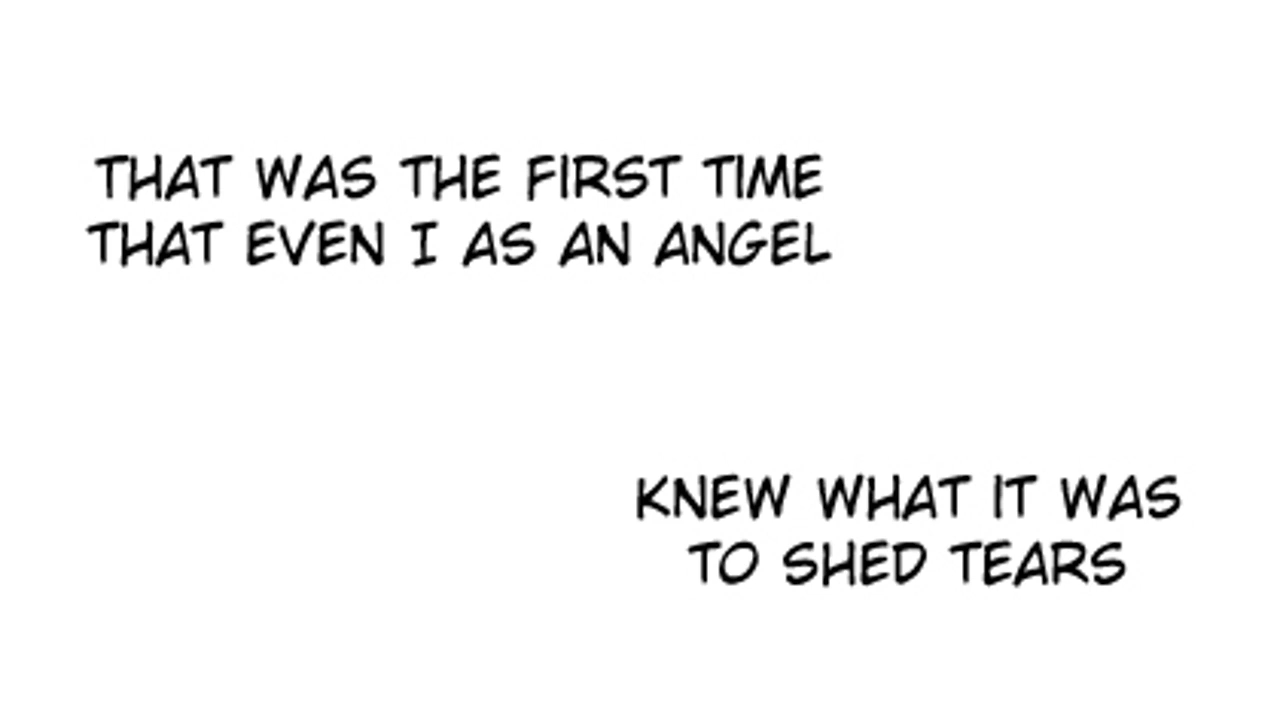 THAT WAS THE FIRST TIME
THAT EVEN I AS AN ANGEL
KNEW WHAT IT WAS
TO SHED TEARS